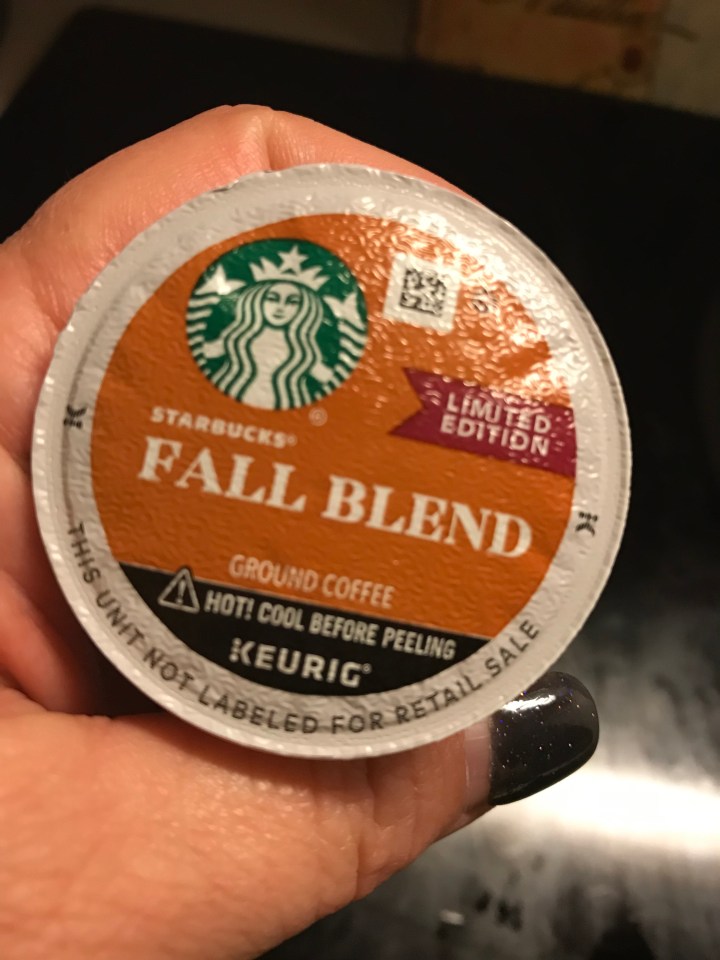 LIMITED
EDITION
STARBUCKS®
FALL BLEND
GROUND COFFEE
HOT! COOL BEFORE PEELING
KEURIG®
THIS UNIT NOT LABELED FOR RETAIL SALE